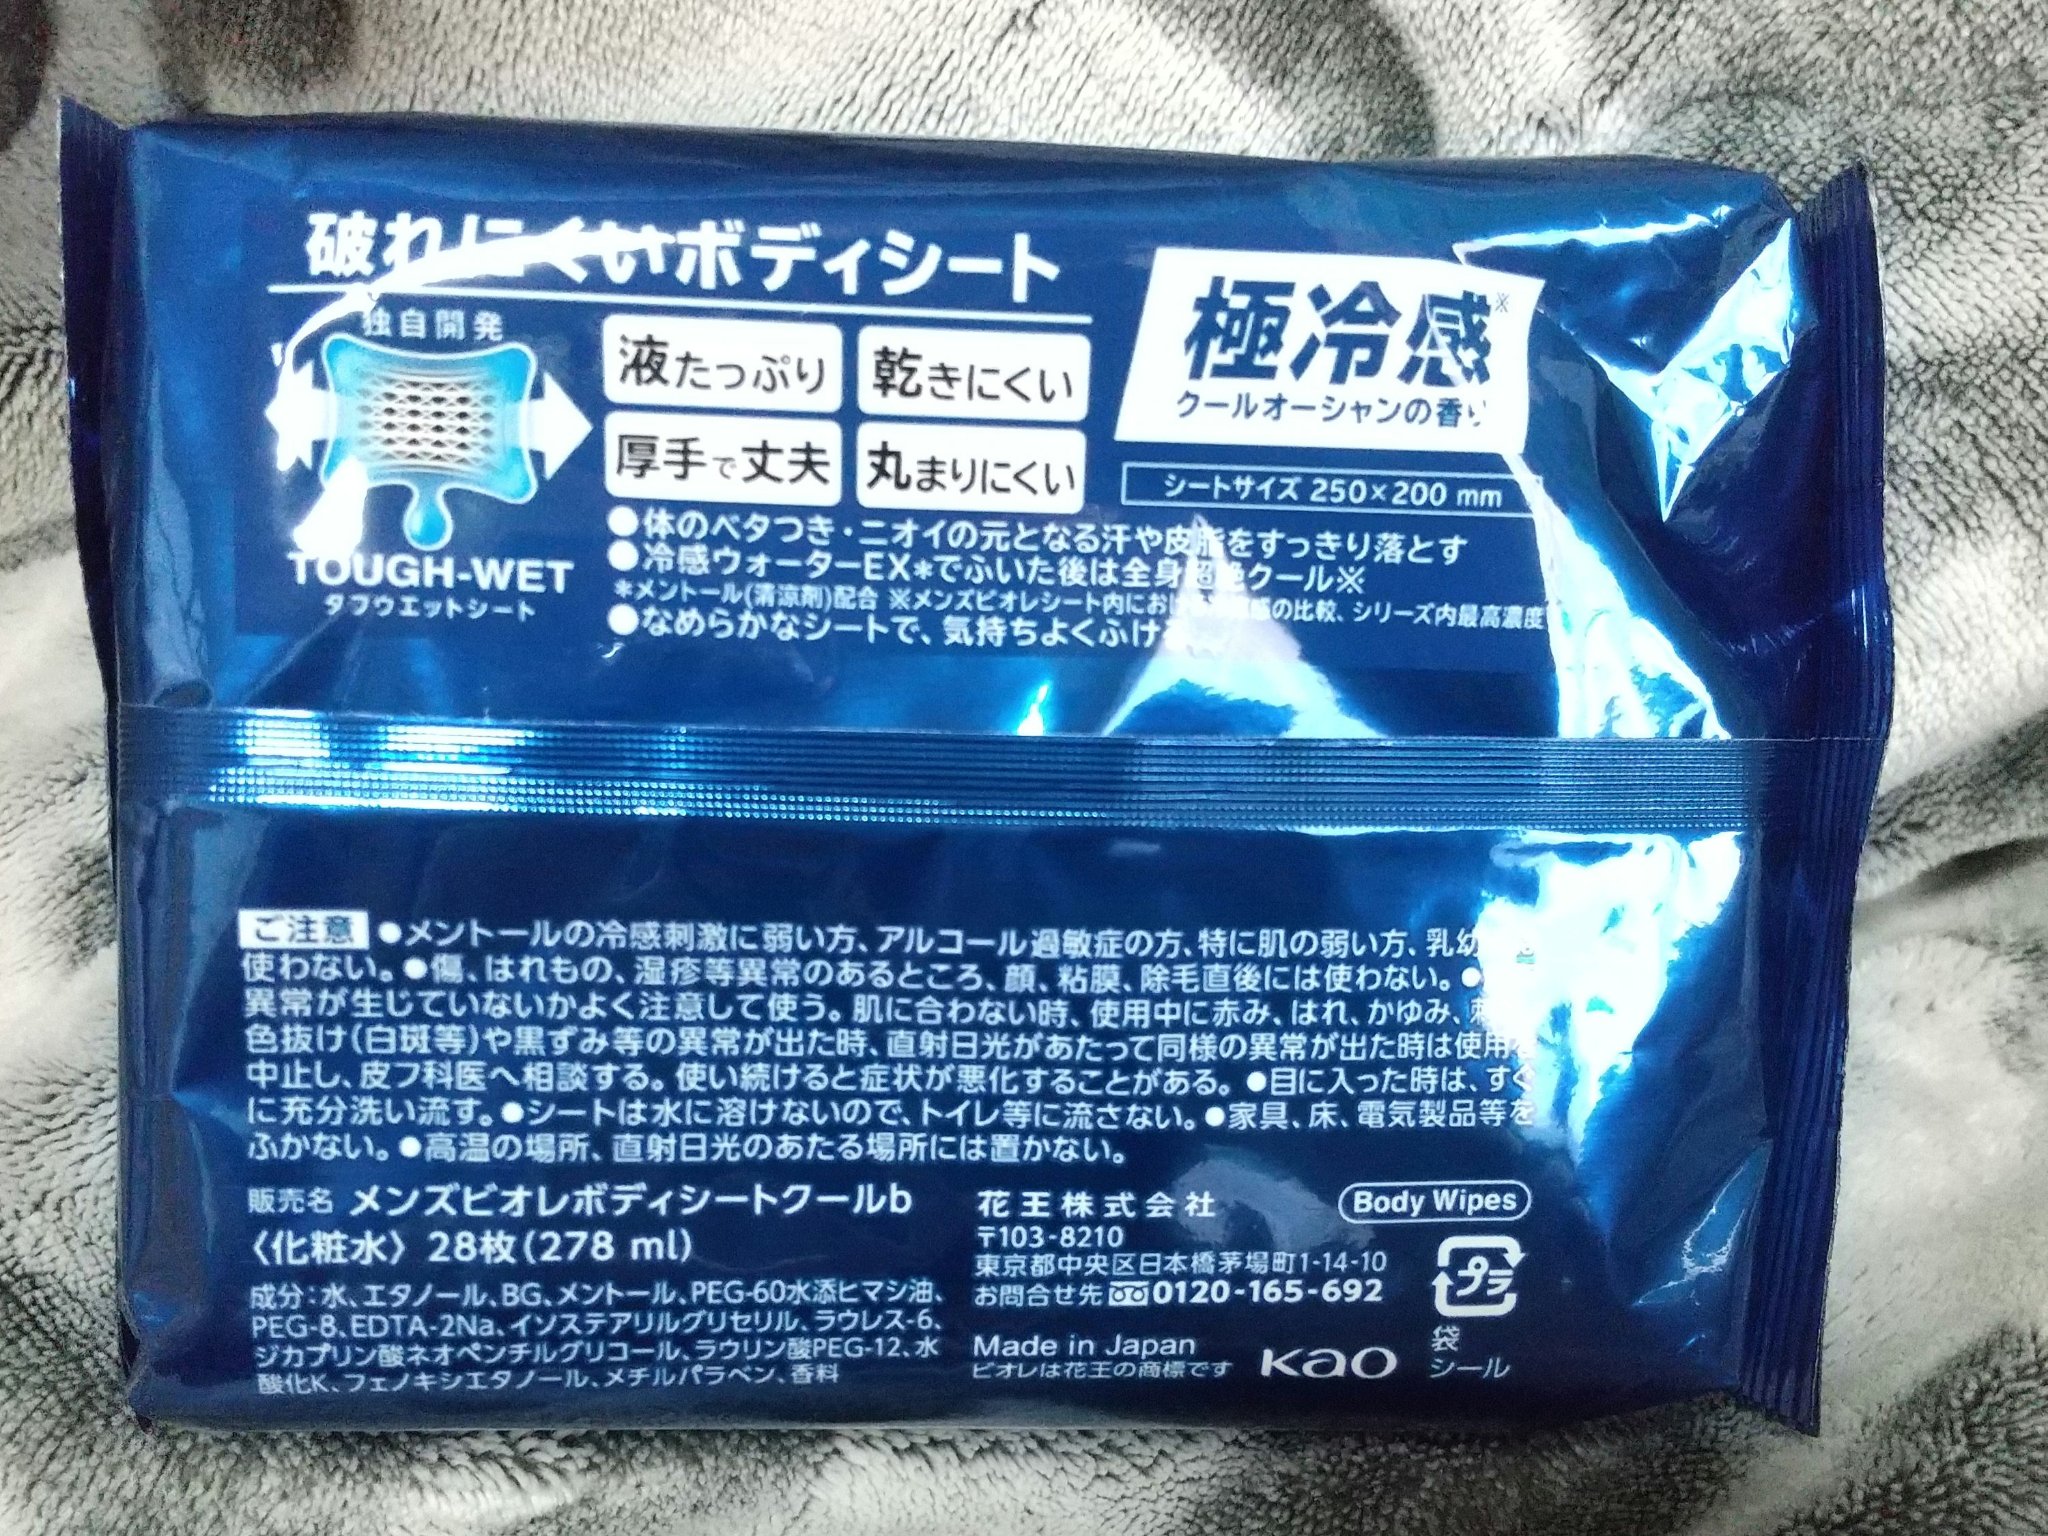 破れにくいボディシート
独自開発
TOUGH-WET
タフウエットシート
液たっぷり
乾きにくい
厚手で丈夫
丸まりにくい
極冷感※
クールオーシャンの香り
シートサイズ 250×200 mm
●体のベタつき・ニオイの元となる汗や皮脂をすっきり落とす
●冷感ウォーターEX*でふいた後は全身超絶クール※
*メントール(清涼剤)配合 ※メンズビオレシート内にお の比較、シリーズ内最高濃度
●なめらかなシートで、気持ちよくふけ
ご注意 ●メントールの冷感刺激に弱い方、アルコール過敏症の方、特に肌の弱い方、乳幼
使わない。●傷、はれもの、湿疹等異常のあるところ、顔、粘膜、除毛直後には使わない。●
異常が生じていないかよく注意して使う。肌に合わない時、使用中に赤み、はれ、かゆみ、刺
色抜け(白斑等)や黒ずみ等の異常が出た時、直射日光があたって同様の異常が出た時は使用を
中止し、皮フ科医へ相談する。使い続けると症状が悪化することがある。●目に入った時は、すぐ
に充分洗い流す。●シートは水に溶けないので、トイレ等に流さない。●家具、床、電気製品等を
ふかない。●高温の場所、直射日光のあたる場所には置かない。
販売名 メンズビオレボディシートクールb
〈化粧水〉 28枚(278 ml)
成分:水、エタノール、BG、メントール、PEG-60水添ヒマシ油、
PEG-8、EDTA-2Na、イソステアリルグリセリル、ラウレス-6、
ジカプリン酸ネオペンチルグリコール、ラウリン酸PEG-12、水
酸化K、フェノキシエタノール、メチルパラベン、香料
花王株式会社
〒103-8210
東京都中央区日本橋茅場町1-14-10
お問合せ先 0120-165-692
Made in Japan
ビオレは花王の商標です
Kao
Body Wipes
プラ
袋
シール